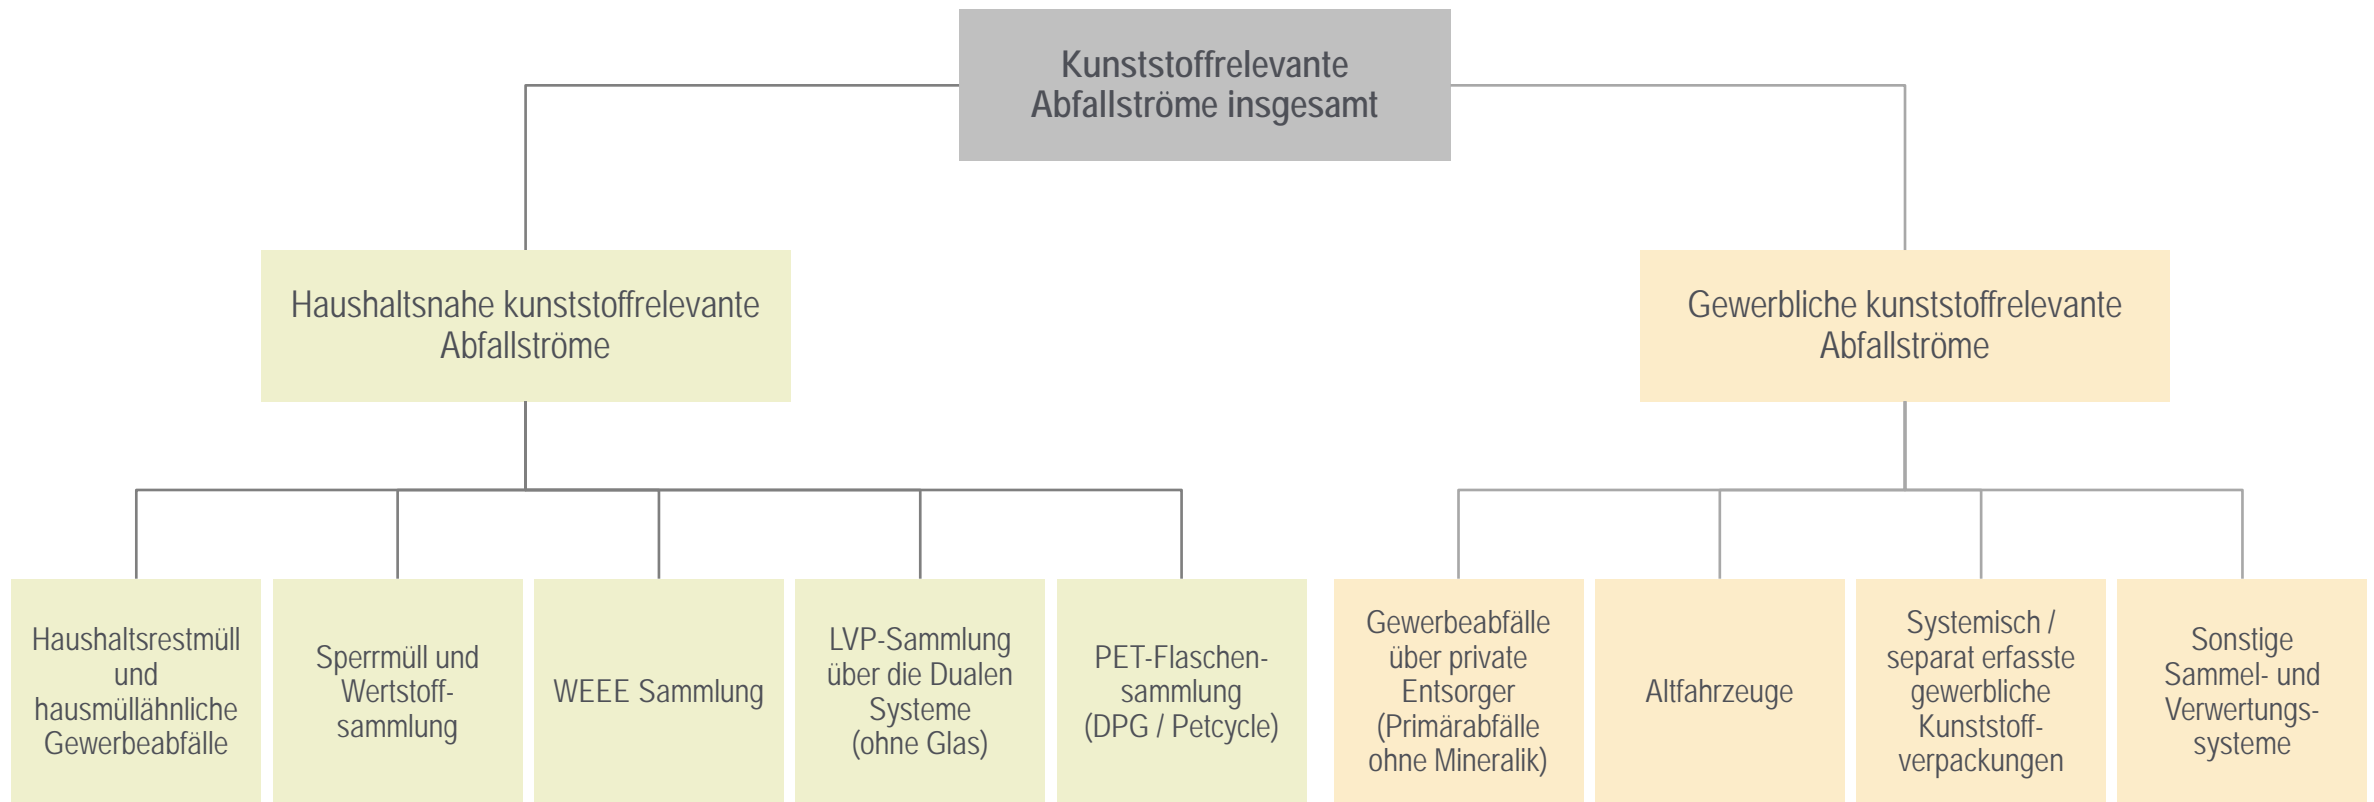 Kunststoffrelevante
Abfallströme insgesamt
Haushaltsnahe kunststoffrelevante
Abfallströme
Gewerbliche kunststoffrelevante
Abfallströme
Haushaltsrestmüll
und
hausmüllähnliche
Gewerbeabfälle
Sperrmüll und
Wertstoff-
sammlung
WEEE Sammlung
LVP-Sammlung
über die Dualen
Systeme
(ohne Glas)
PET-Flaschen-
sammlung
(DPG / Petcycle)
Gewerbeabfälle
über private
Entsorger
(Primärabfälle
ohne Mineralik)
Altfahrzeuge
Systemisch /
separat erfasste
gewerbliche
Kunststoff-
verpackungen
Sonstige
Sammel- und
Verwertungs-
systeme